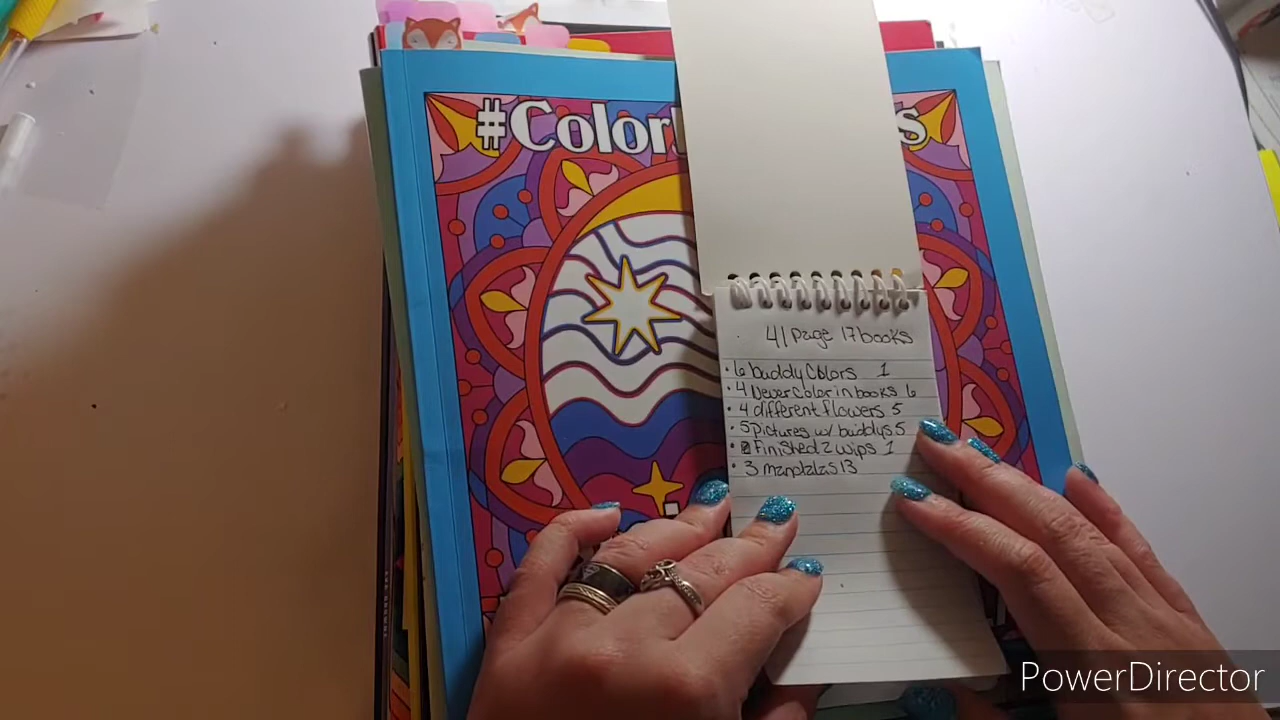 #Color s
41 page 17 books
• 6 buddy Colors 1
• 4 Never Color in books 6
• 4 different flowers 5
• 5 Pictures w/ buddys 5
• Finished 2 wips 1
• 3 mandalas 13
PowerDirector